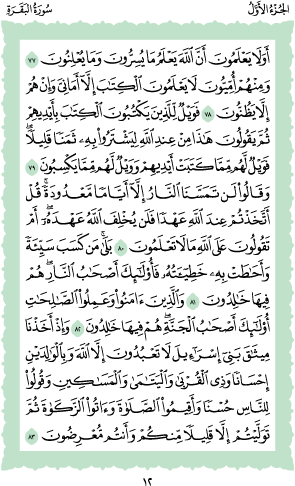 الجزء الأول
سورة البقرة
أَوَلَا يَعْلَمُونَ أَنَّ ٱللَّهَ يَعْلَمُ مَا يُسِرُّونَ وَمَا يُعْلِنُونَ ٧٧
وَمِنْهُمْ أُمِّيُّونَ لَا يَعْلَمُونَ ٱلْكِتَٰبَ إِلَّآ أَمَانِىَّ وَإِنْ هُمْ
إِلَّا يَظُنُّونَ ٧٨ فَوَيْلٌ لِّلَّذِينَ يَكْتُبُونَ ٱلْكِتَٰبَ بِأَيْدِيهِمْ
ثُمَّ يَقُولُونَ هَٰذَا مِنْ عِندِ ٱللَّهِ لِيَشْتَرُوا۟ بِهِۦ ثَمَنًا قَلِيلًا ۖ
فَوَيْلٌ لَّهُم مِّمَّا كَتَبَتْ أَيْدِيهِمْ وَوَيْلٌ لَّهُم مِّمَّا يَكْسِبُونَ ٧٩
وَقَالُوا۟ لَن تَمَسَّنَا ٱلنَّارُ إِلَّآ أَيَّامًا مَّعْدُودَةً ۚ قُلْ
أَتَّخَذْتُمْ عِندَ ٱللَّهِ عَهْدًا فَلَن يُخْلِفَ ٱللَّهُ عَهْدَهُۥٓ ۖ أَمْ
تَقُولُونَ عَلَى ٱللَّهِ مَا لَا تَعْلَمُونَ ٨٠ بَلَىٰ مَن كَسَبَ سَيِّئَةً
وَأَحَٰطَتْ بِهِۦ خَطِيٓـَٔتُهُۥ فَأُو۟لَٰٓئِكَ أَصْحَٰبُ ٱلنَّارِ ۖ هُمْ
فِيهَا خَٰلِدُونَ ٨١ وَٱلَّذِينَ ءَامَنُوا۟ وَعَمِلُوا۟ ٱلصَّٰلِحَٰتِ
أُو۟لَٰٓئِكَ أَصْحَٰبُ ٱلْجَنَّةِ ۖ هُمْ فِيهَا خَٰلِدُونَ ٨٢ وَإِذْ أَخَذْنَا
مِيثَٰقَ بَنِىٓ إِسْرَٰٓءِيلَ لَا تَعْبُدُونَ إِلَّا ٱللَّهَ وَبِٱلْوَٰلِدَيْنِ
إِحْسَانًا وَذِى ٱلْقُرْبَىٰ وَٱلْيَتَٰمَىٰ وَٱلْمَسَٰكِينِ وَقُولُوا۟
لِلنَّاسِ حُسْنًا وَأَقِيمُوا۟ ٱلصَّلَوٰةَ وَءَاتُوا۟ ٱلزَّكَوٰةَ ثُمَّ
تَوَلَّيْتُمْ إِلَّا قَلِيلًا مِّنكُمْ وَأَنتُم مُّعْرِضُونَ ٨٣
١٢